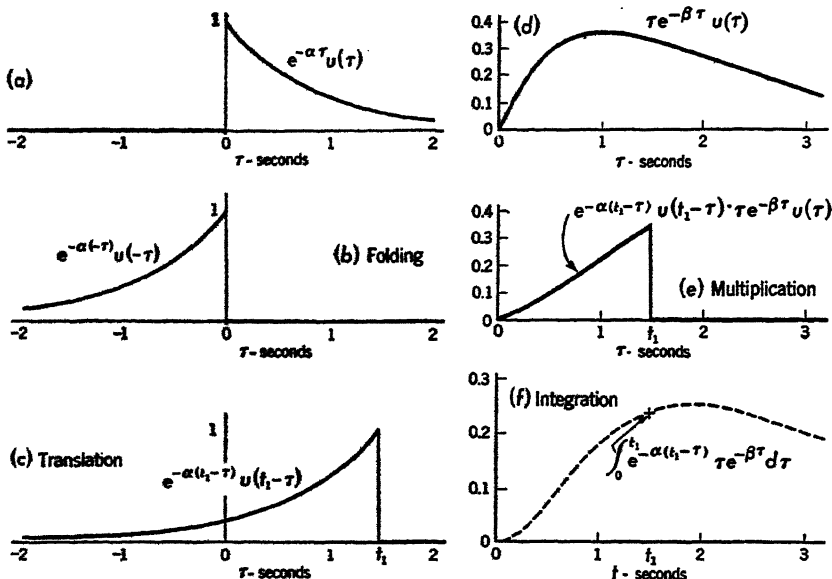 (a)
1
e^{-ατ}υ(τ)
-2 -1 0 1 2
τ - seconds
(b) Folding
1
e^{-α(-τ)}υ(-τ)
-2 -1 0 1 2
τ - seconds
(c) Translation
1
e^{-α(t₁-τ)}υ(t₁-τ)
-2 -1 0 1 t₁ 2
τ - seconds
(d)
τe^{-βτ} υ(τ)
0.4
0.3
0.2
0.1
0
0 1 2 3
τ - seconds
e^{-α(t₁-τ)} υ(t₁-τ)·τe^{-βτ} υ(τ)
0.4
0.3
0.2
0.1
0
(e) Multiplication
0 1 t₁ 2 3
τ - seconds
(f) Integration
0.3
0.2
0.1
0
∫₀^{t₁} e^{-α(t₁-τ)} τe^{-βτ}dτ
0 1 t₁ 2 3
t - seconds